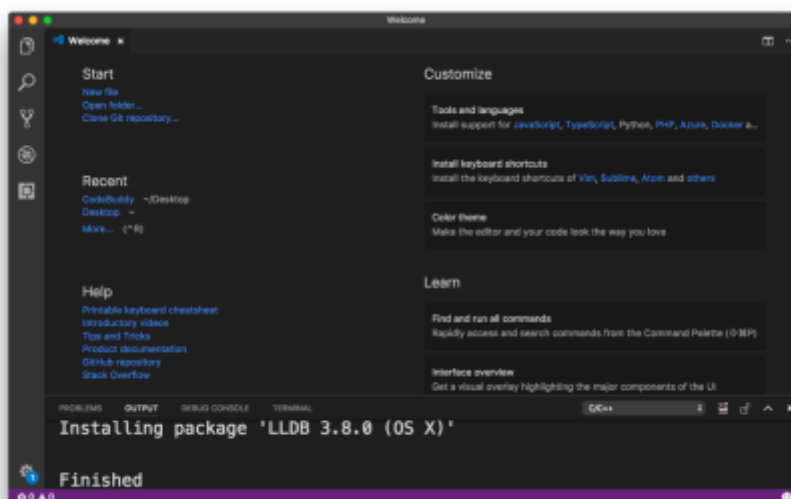 Welcome
Welcome
Start
New file
Open folder...
Clone Git repository...
Recent
CodeBuddy ~/Desktop
Desktop ~
More... (^R)
Help
Printable keyboard cheatsheet
Introductory videos
Tips and Tricks
Product documentation
GitHub repository
Stack Overflow
Customize
Tools and languages
Install support for JavaScript, TypeScript, Python, PHP, Azure, Docker a...
Install keyboard shortcuts
Install the keyboard shortcuts of Vim, Sublime, Atom and others
Color theme
Make the editor and your code look the way you love
Learn
Find and run all commands
Rapidly access and search commands from the Command Palette (⇧⌘P)
Interface overview
Get a visual overlay highlighting the major components of the UI
PROBLEMS OUTPUT DEBUG CONSOLE TERMINAL C/C++
Installing package 'LLDB 3.8.0 (OS X)'
Finished
1
0 0